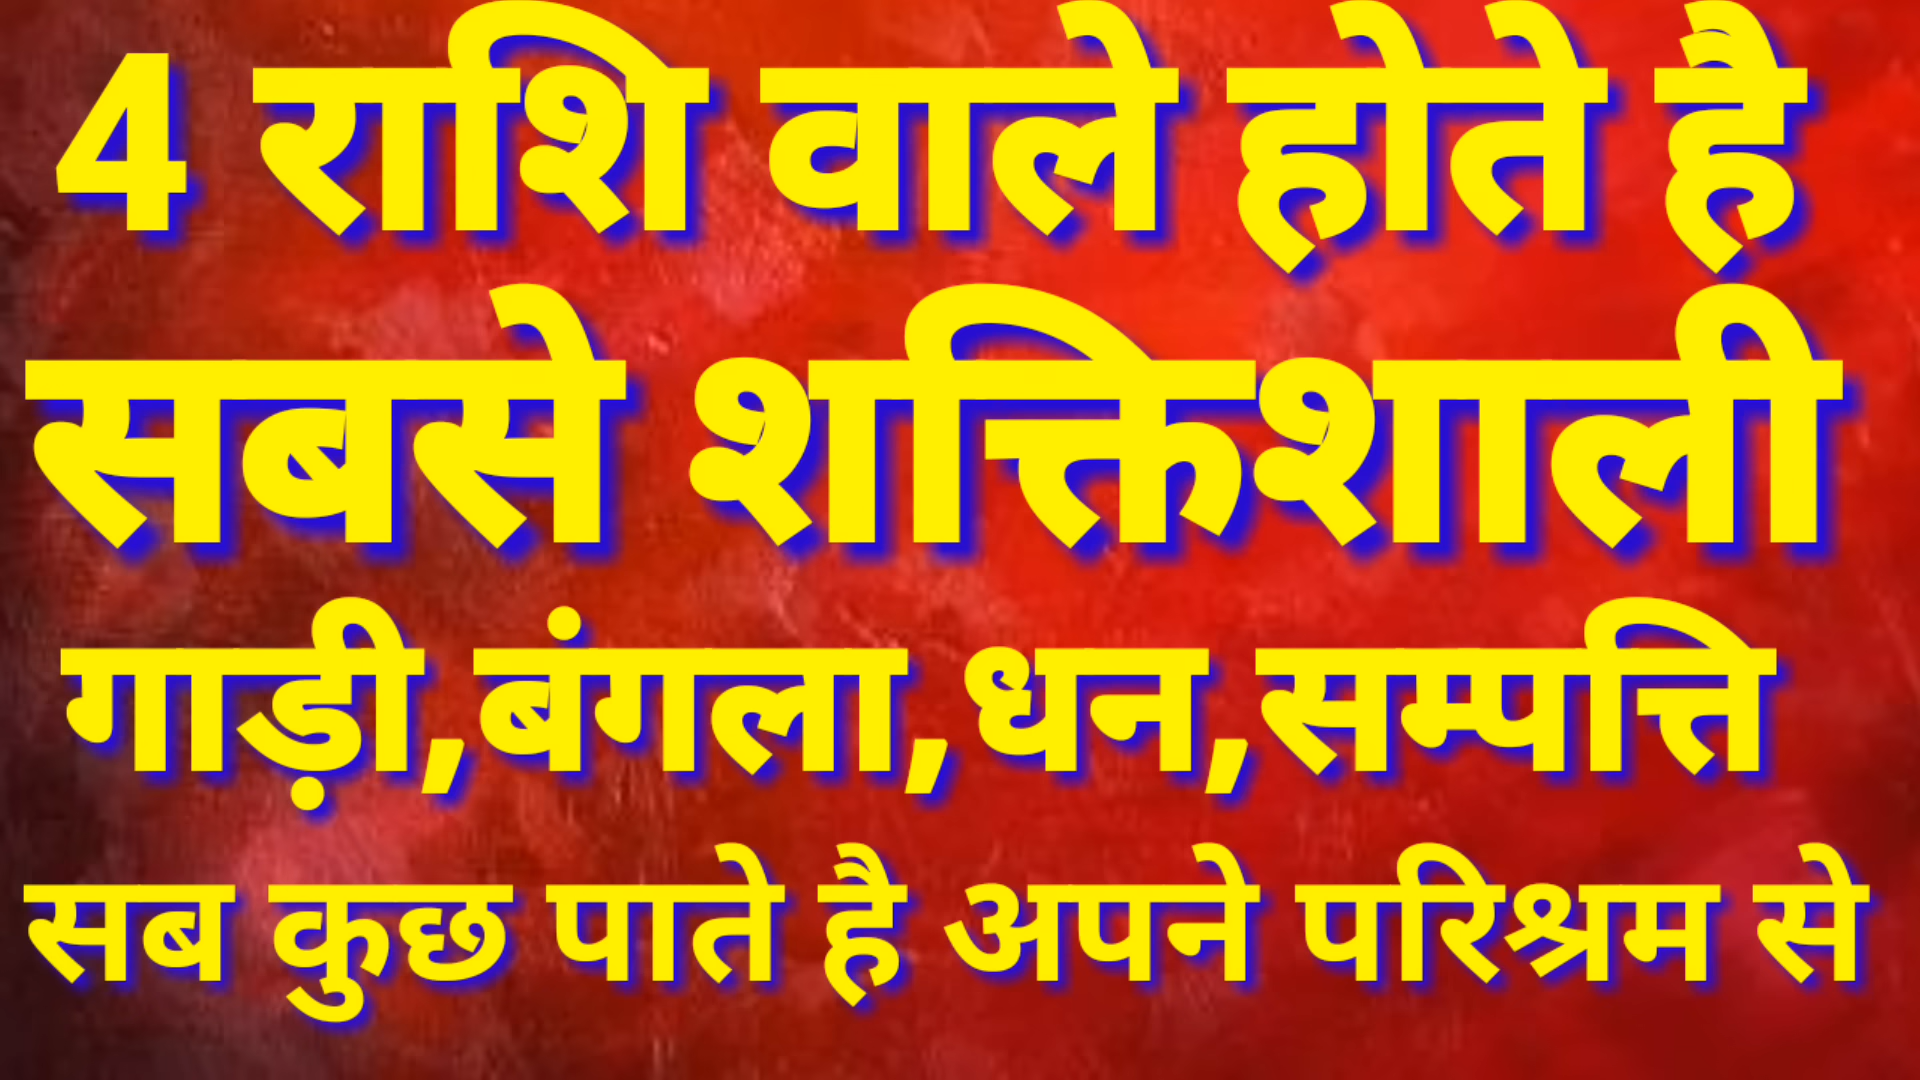 4 राशि वाले होते है
सबसे शक्तिशाली
गाड़ी,बंगला,धन,सम्पत्ति
सब कुछ पाते है अपने परिश्रम से